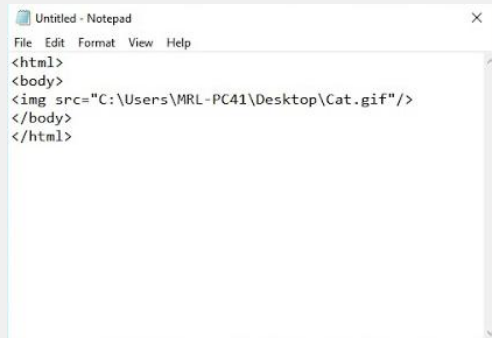 Untitled - Notepad
File Edit Format View Help
<html>
<body>
<img src="C:\Users\MRL-PC41\Desktop\Cat.gif"/>
</body>
</html>